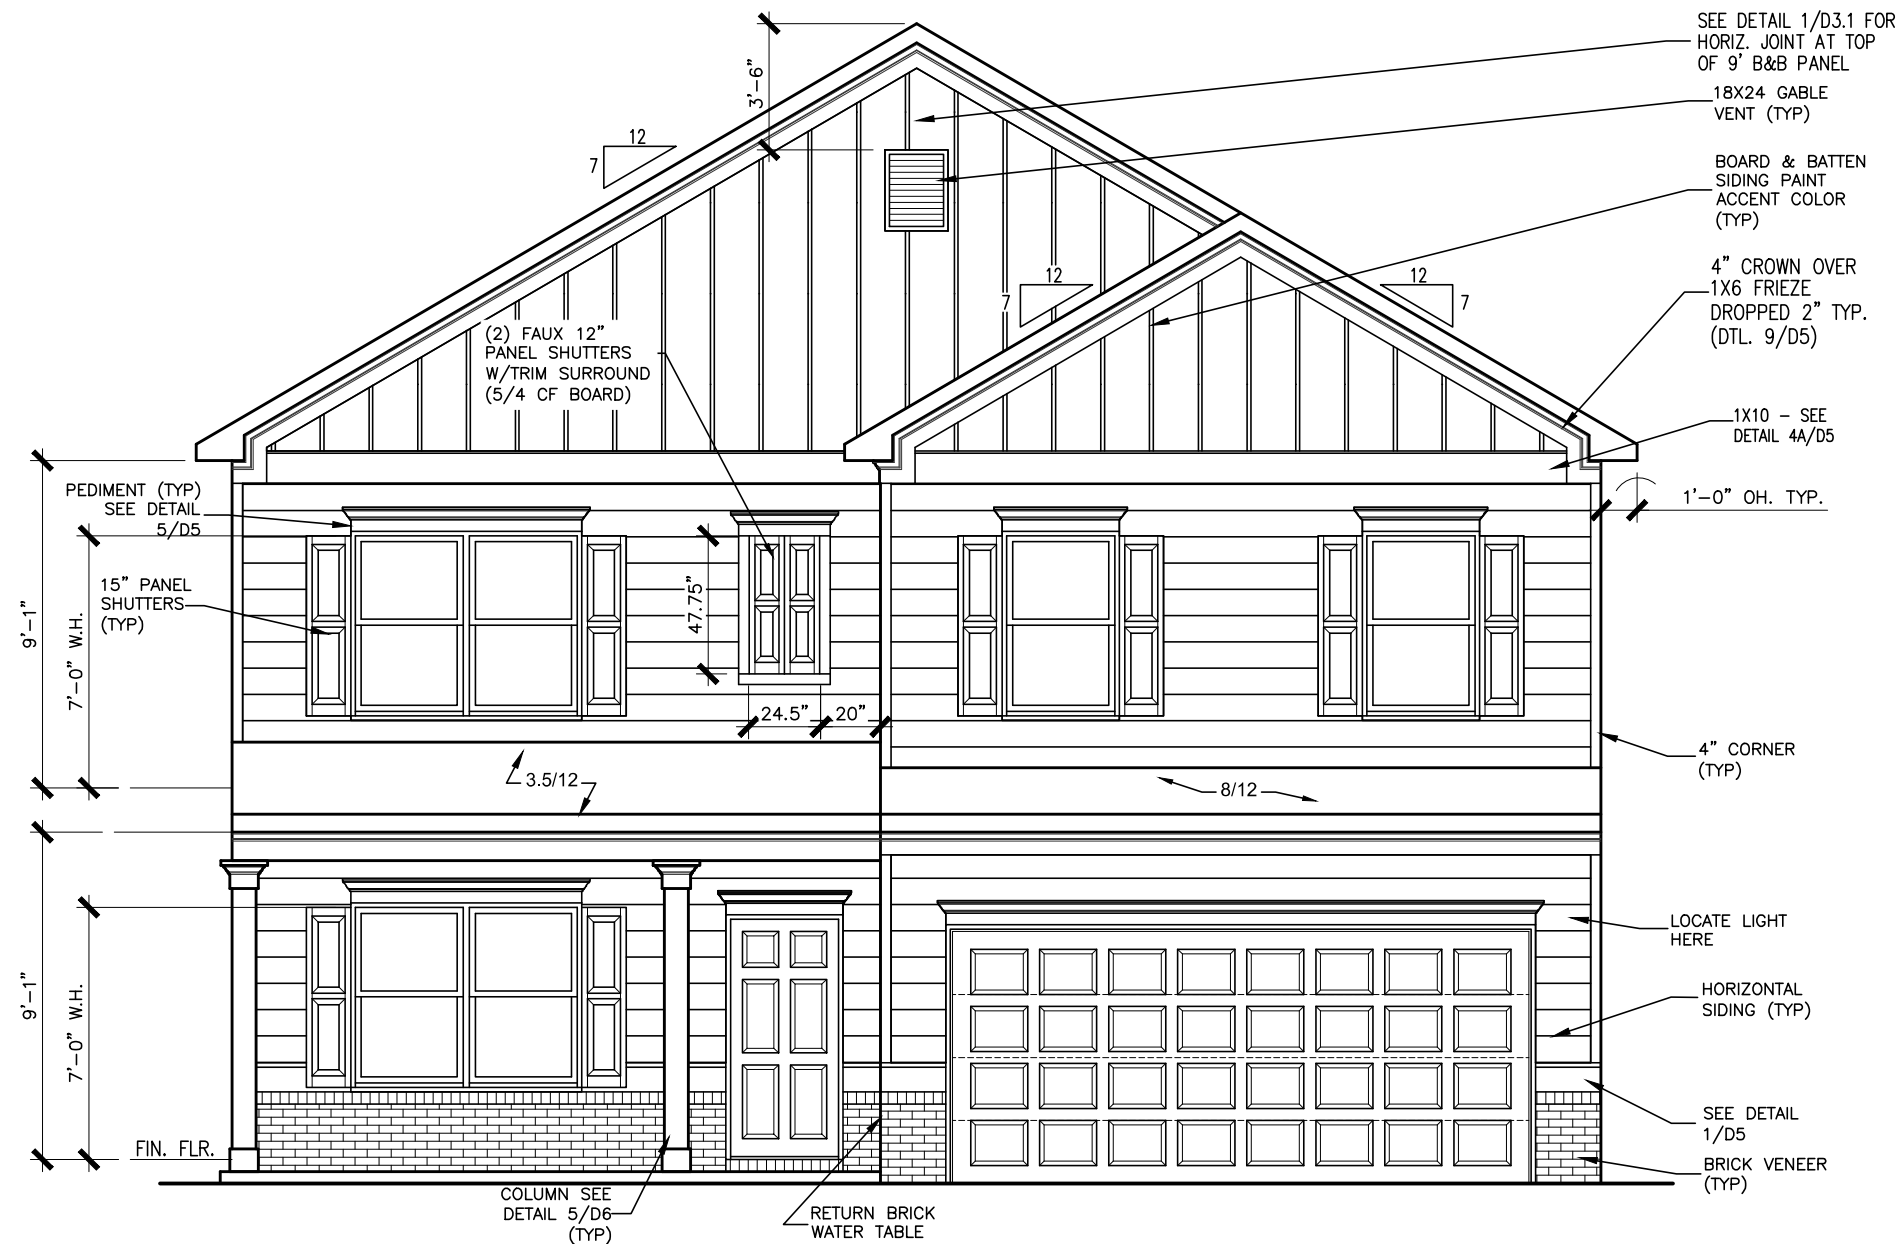 SEE DETAIL 1/D3.1 FOR
HORIZ. JOINT AT TOP
OF 9' B&B PANEL
18X24 GABLE
VENT (TYP)
BOARD & BATTEN
SIDING PAINT
ACCENT COLOR
(TYP)
4" CROWN OVER
1X6 FRIEZE
DROPPED 2" TYP.
(DTL. 9/D5)
1X10 - SEE
DETAIL 4A/D5
1'-0" OH. TYP.
3'-6"
12
7
12
7
12
7
(2) FAUX 12"
PANEL SHUTTERS
W/TRIM SURROUND
(5/4 CF BOARD)
PEDIMENT (TYP)
SEE DETAIL
5/D5
15" PANEL
SHUTTERS
(TYP)
9'-1"
7'-0" W.H.
47.75"
24.5"
20"
4" CORNER
(TYP)
3.5/12
8/12
9'-1"
7'-0" W.H.
LOCATE LIGHT
HERE
HORIZONTAL
SIDING (TYP)
SEE DETAIL
1/D5
BRICK VENEER
(TYP)
FIN. FLR.
COLUMN SEE
DETAIL 5/D6
(TYP)
RETURN BRICK
WATER TABLE